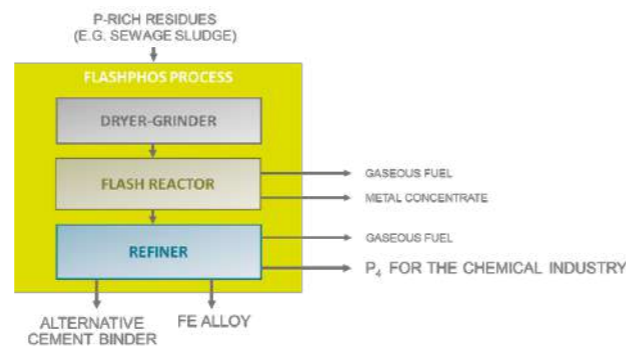 P-RICH RESIDUES
(E.G. SEWAGE SLUDGE)
FLASHPHOS PROCESS
DRYER-GRINDER
FLASH REACTOR
GASEOUS FUEL
METAL CONCENTRATE
REFINER
GASEOUS FUEL
P₄ FOR THE CHEMICAL INDUSTRY
ALTERNATIVE
CEMENT BINDER
FE ALLOY